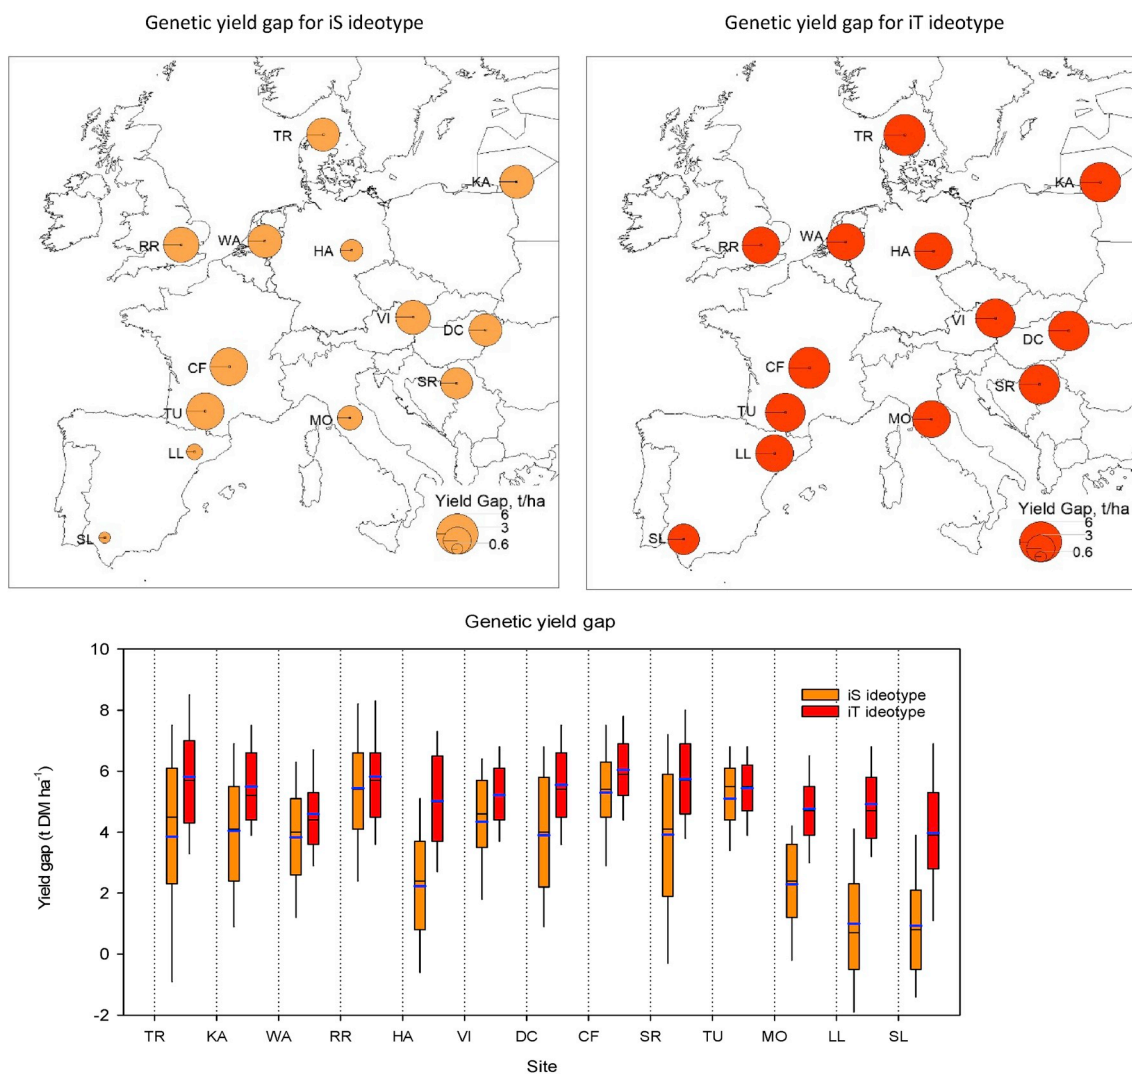 Genetic yield gap for iS ideotype
Genetic yield gap for iT ideotype
TR
KA
RR
WA
HA
VI
DC
CF
SR
TU
MO
LL
SL
Yield Gap, t/ha
6
3
0.6
TR
KA
RR
WA
HA
VI
DC
CF
SR
TU
MO
LL
SL
Yield Gap, t/ha
6
3
0.6
Genetic yield gap
Yield gap (t DM ha-1)
10
8
6
4
2
0
-2
iS ideotype
iT ideotype
TR KA WA RR HA VI DC CF SR TU MO LL SL
Site